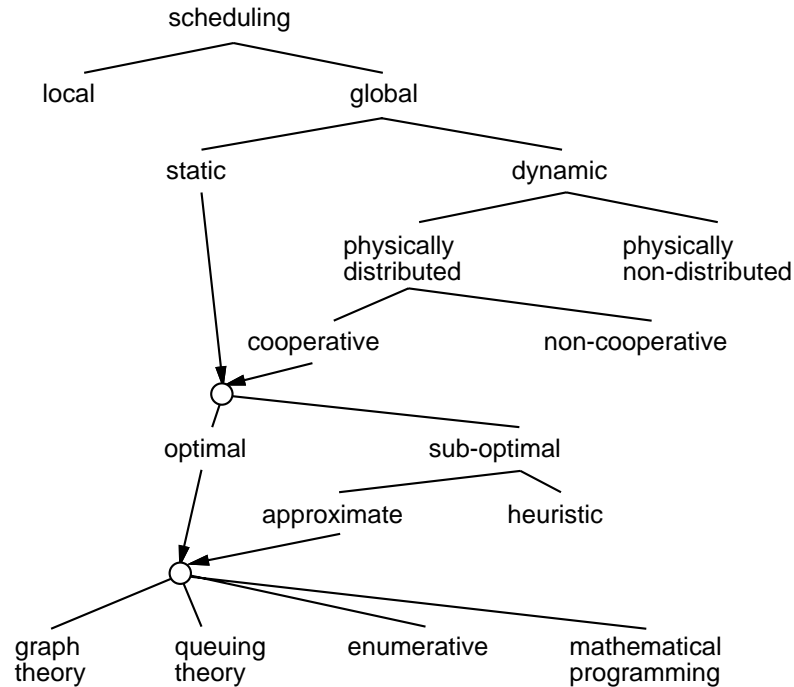 scheduling
local
global
static
dynamic
physically
distributed
physically
non-distributed
cooperative
non-cooperative
optimal
sub-optimal
approximate
heuristic
graph
theory
queuing
theory
enumerative
mathematical
programming